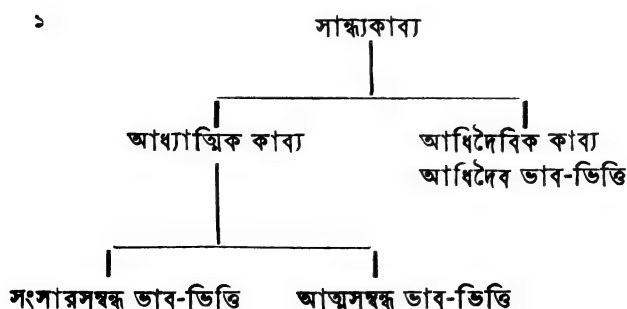 ১
সান্ধ্যকাব্য
আধ্যাত্মিক কাব্য
আধিদৈবিক কাব্য
আধিদৈব ভাব-ভিত্তি
সংসারসম্বন্ধ ভাব-ভিত্তি
আত্মসম্বন্ধ ভাব-ভিত্তি